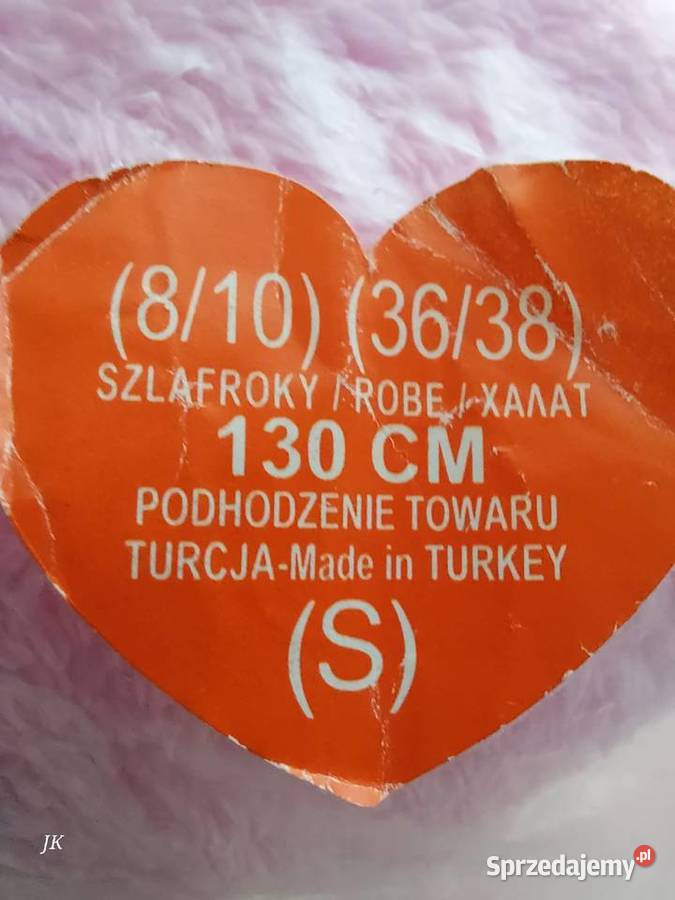 (8/10) (36/38)
SZLAFROKY / ROBE / ХАЛАТ
130 CM
PODHODZENIE TOWARU
TURCJA-Made in TURKEY
(S)
JK
Sprzedajemy.pl